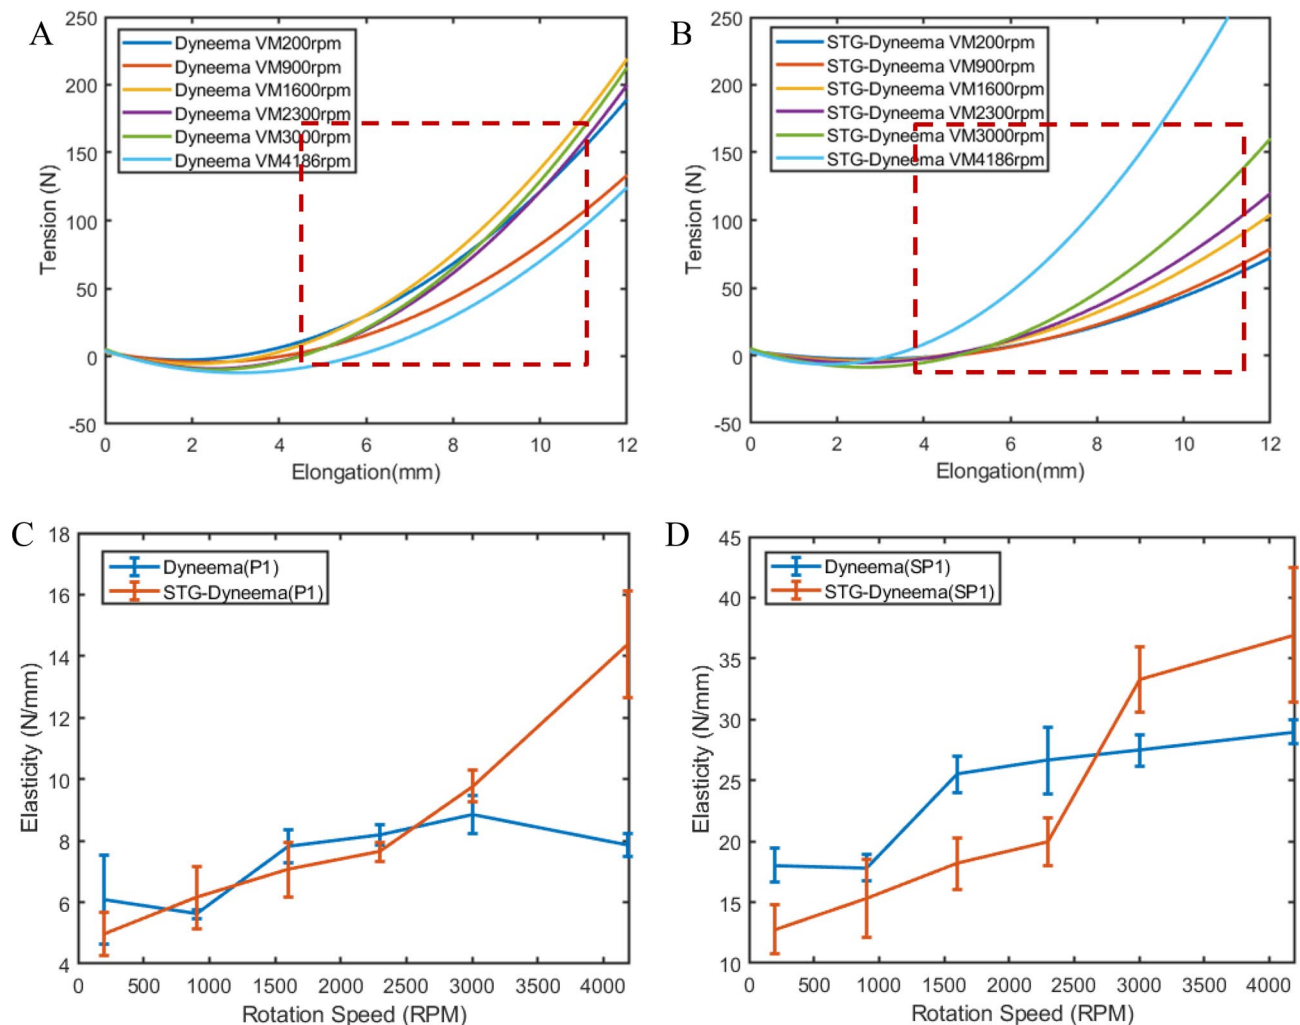 A
250
200
150
100
50
0
-50
Tension (N)
Dyneema VM200rpm
Dyneema VM900rpm
Dyneema VM1600rpm
Dyneema VM2300rpm
Dyneema VM3000rpm
Dyneema VM4186rpm
0 2 4 6 8 10 12
Elongation(mm)
B
250
200
150
100
50
0
-50
Tension (N)
STG-Dyneema VM200rpm
STG-Dyneema VM900rpm
STG-Dyneema VM1600rpm
STG-Dyneema VM2300rpm
STG-Dyneema VM3000rpm
STG-Dyneema VM4186rpm
0 2 4 6 8 10 12
Elongation(mm)
C
18
16
14
12
10
8
6
4
Elasticity (N/mm)
Dyneema(P1)
STG-Dyneema(P1)
0 500 1000 1500 2000 2500 3000 3500 4000
Rotation Speed (RPM)
D
45
40
35
30
25
20
15
10
Elasticity (N/mm)
Dyneema(SP1)
STG-Dyneema(SP1)
0 500 1000 1500 2000 2500 3000 3500 4000
Rotation Speed (RPM)